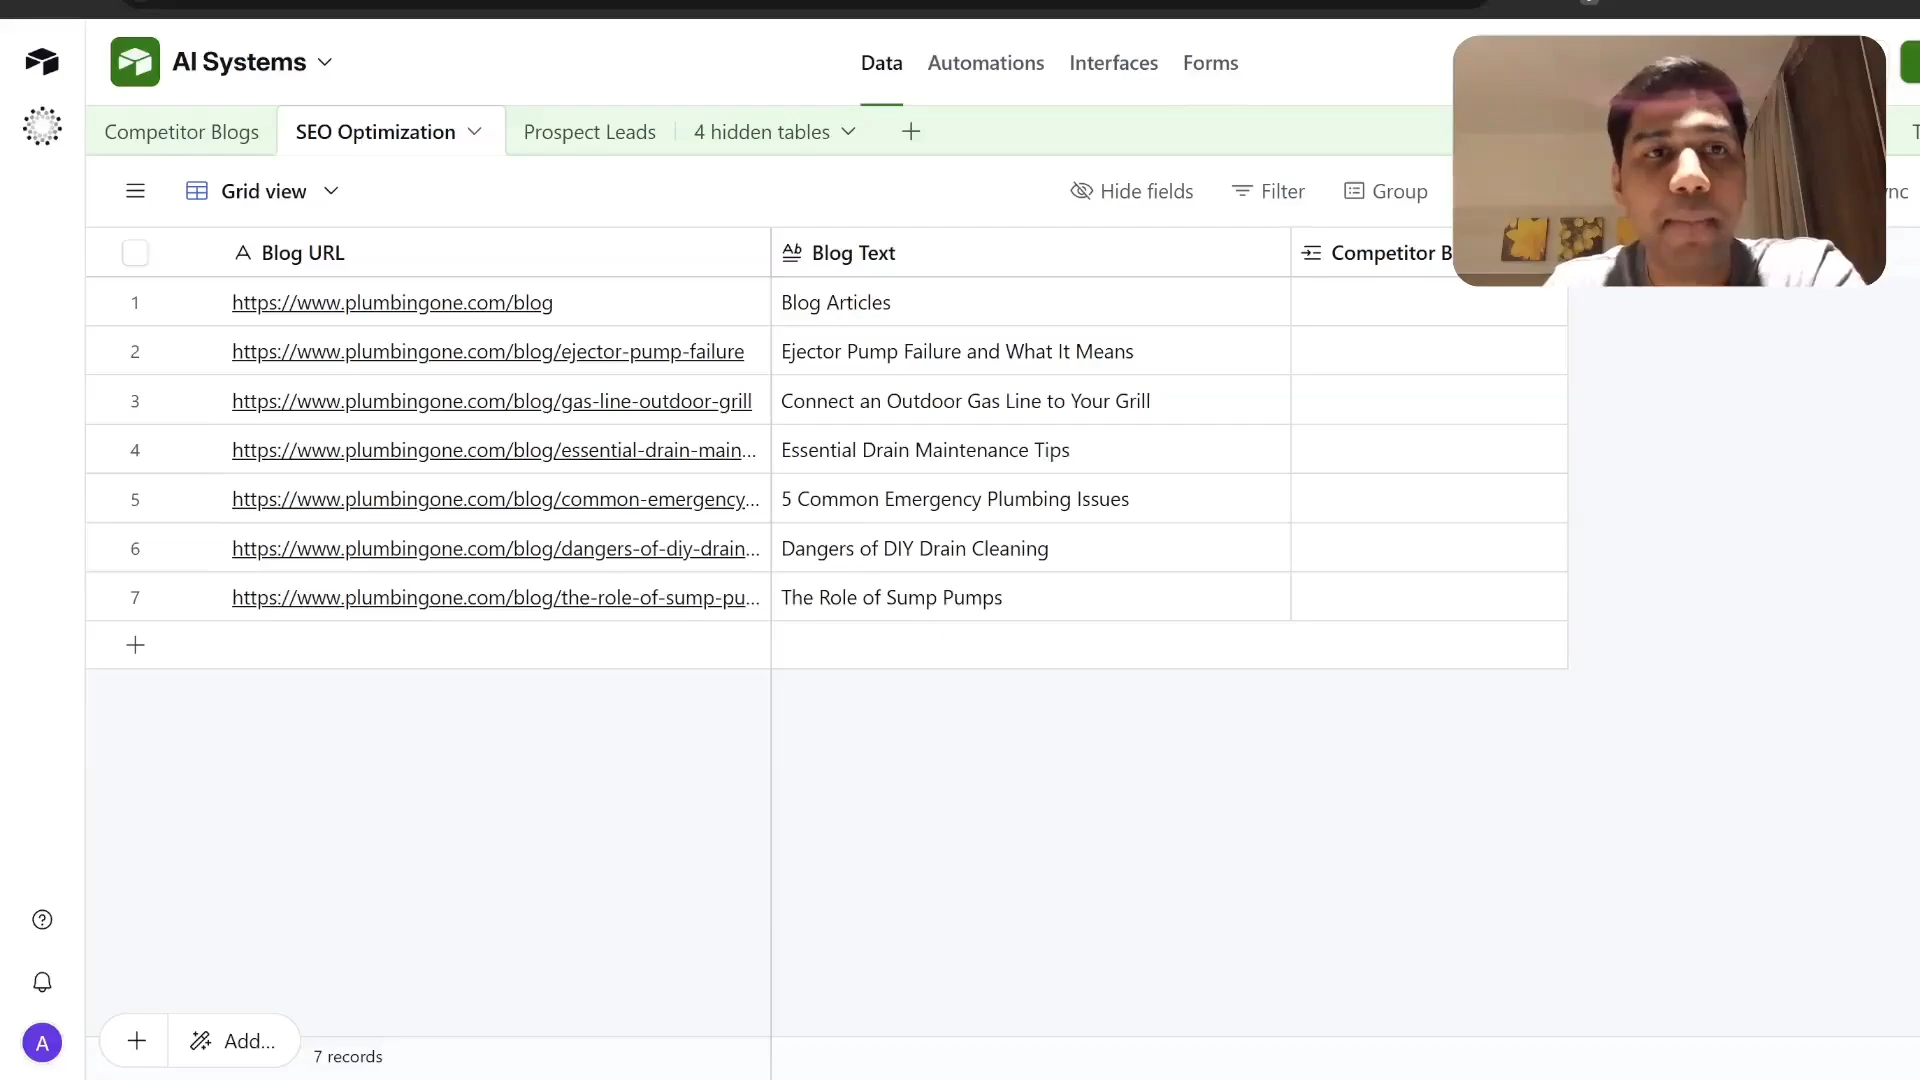 AI Systems
Data
Automations
Interfaces
Forms
Competitor Blogs
SEO Optimization
Prospect Leads
4 hidden tables
Grid view
Hide fields
Filter
Group
Blog URL
Blog Text
Competitor B
1
https://www.plumbingone.com/blog
Blog Articles
2
https://www.plumbingone.com/blog/ejector-pump-failure
Ejector Pump Failure and What It Means
3
https://www.plumbingone.com/blog/gas-line-outdoor-grill
Connect an Outdoor Gas Line to Your Grill
4
https://www.plumbingone.com/blog/essential-drain-main...
Essential Drain Maintenance Tips
5
https://www.plumbingone.com/blog/common-emergency...
5 Common Emergency Plumbing Issues
6
https://www.plumbingone.com/blog/dangers-of-diy-drain...
Dangers of DIY Drain Cleaning
7
https://www.plumbingone.com/blog/the-role-of-sump-pu...
The Role of Sump Pumps
A
Add...
7 records